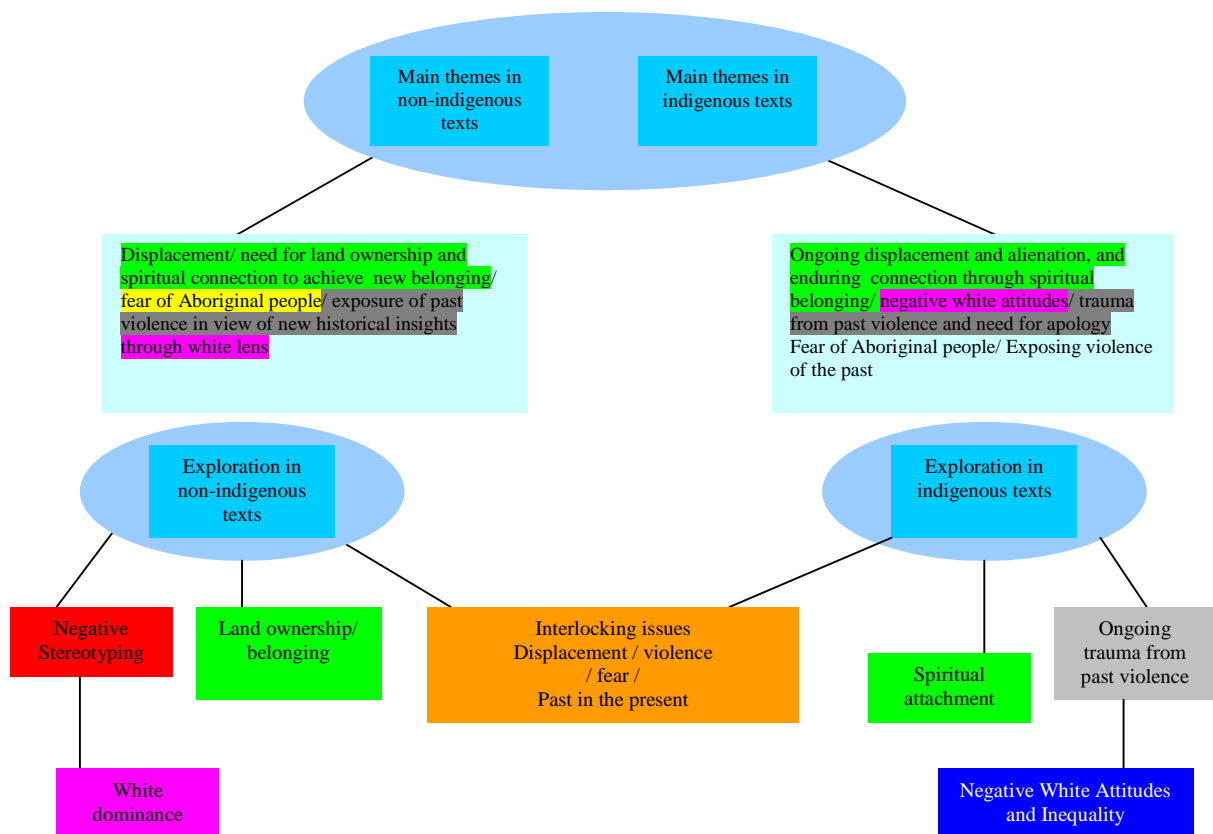 Main themes in
non-indigenous
texts
Main themes in
indigenous texts
Displacement/ need for land ownership and
spiritual connection to achieve new belonging/
fear of Aboriginal people/ exposure of past
violence in view of new historical insights
through white lens
Ongoing displacement and alienation, and
enduring connection through spiritual
belonging/ negative white attitudes/ trauma
from past violence and need for apology
Fear of Aboriginal people/ Exposing violence
of the past
Exploration in
non-indigenous
texts
Exploration in
indigenous texts
Negative
Stereotyping
Land ownership/
belonging
Interlocking issues
Displacement / violence
/ fear /
Past in the present
Spiritual
attachment
Ongoing
trauma from
past violence
White
dominance
Negative White Attitudes
and Inequality